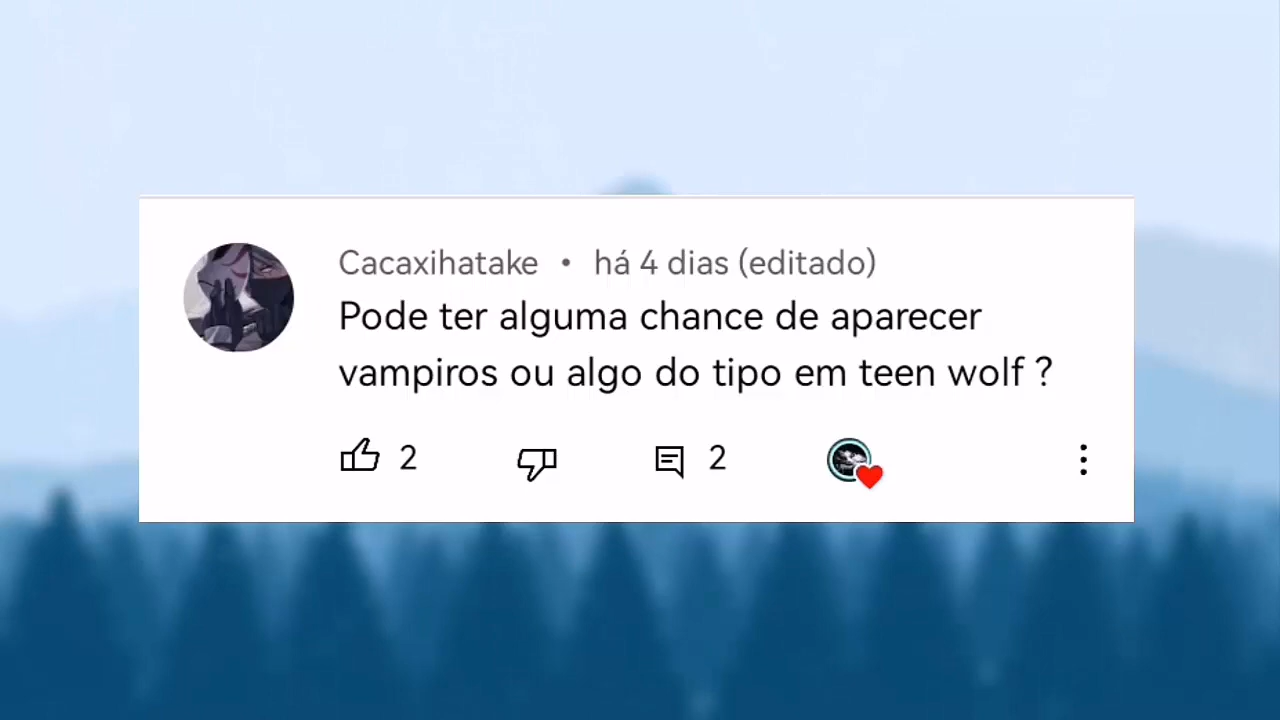 Cacaxihatake • há 4 dias (editado)
Pode ter alguma chance de aparecer
vampiros ou algo do tipo em teen wolf ?
2 2